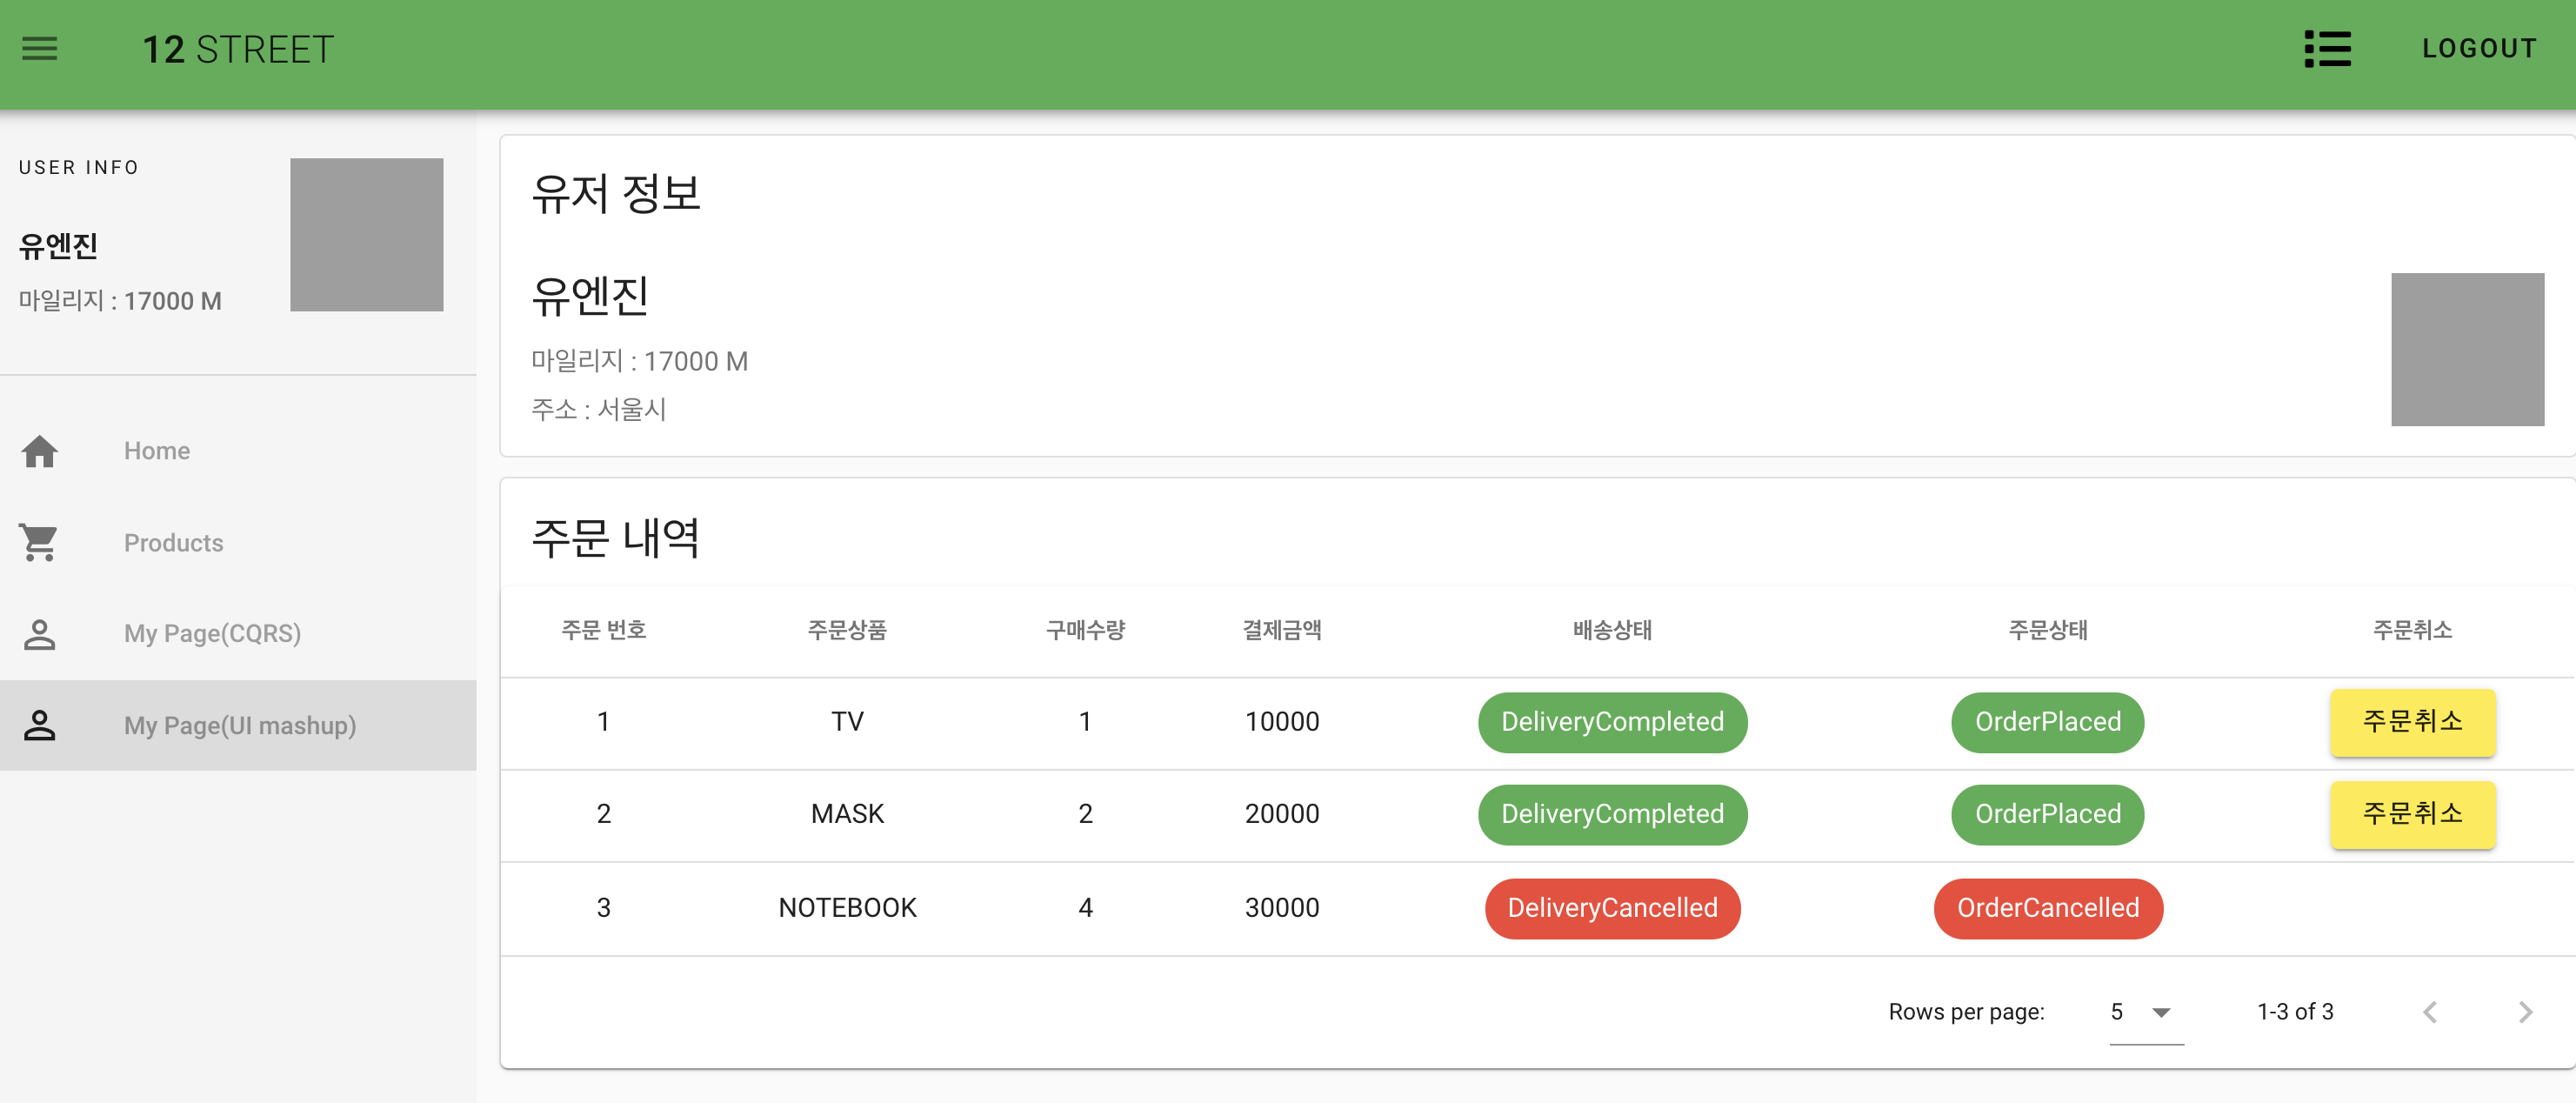 12 STREET
LOGOUT
USER INFO
유엔진
마일리지 : 17000 M
Home
Products
My Page(CQRS)
My Page(UI mashup)
유저 정보
유엔진
마일리지 : 17000 M
주소 : 서울시
주문 내역
주문 번호 주문상품 구매수량 결제금액 배송상태 주문상태 주문취소
1 TV 1 10000 DeliveryCompleted OrderPlaced 주문취소
2 MASK 2 20000 DeliveryCompleted OrderPlaced 주문취소
3 NOTEBOOK 4 30000 DeliveryCancelled OrderCancelled
Rows per page: 5 1-3 of 3